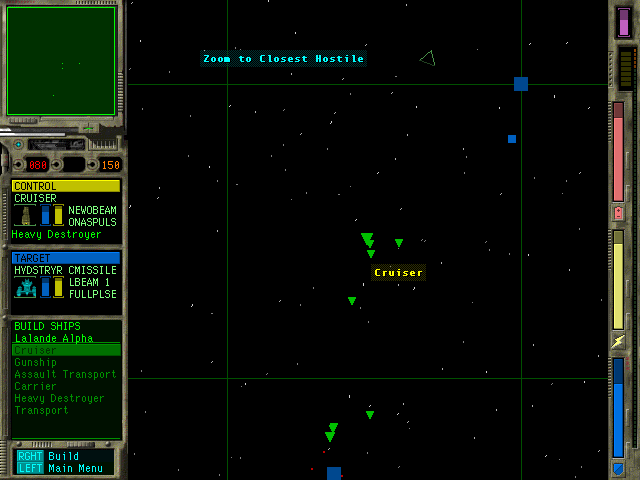 Zoom to Closest Hostile
080 150
CONTROL
CRUISER
NEWOBEAM
ONASPULS
Heavy Destroyer
TARGET
HYDSTRYR CMISSILE
LBEAM 1
FULLPLSE
Cruiser
BUILD SHIPS
Lalande Alpha
Cruiser
Gunship
Assault Transport
Carrier
Heavy Destroyer
Transport
RGHT Build
LEFT Main Menu